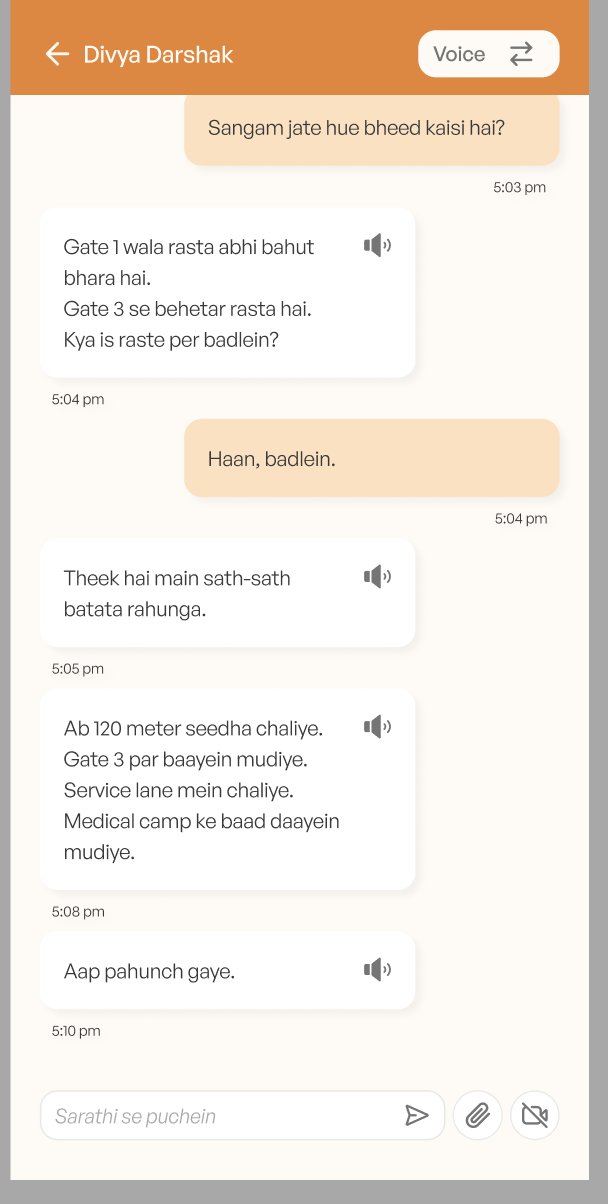 Divya Darshak
Voice
Sangam jate hue bheed kaisi hai?
5:03 pm
Gate 1 wala rasta abhi bahut
bhara hai.
Gate 3 se behetar rasta hai.
Kya is raste per badlein?
5:04 pm
Haan, badlein.
5:04 pm
Theek hai main sath-sath
batata rahunga.
5:05 pm
Ab 120 meter seedha chaliye.
Gate 3 par baayein mudiye.
Service lane mein chaliye.
Medical camp ke baad daayein
mudiye.
5:08 pm
Aap pahunch gaye.
5:10 pm
Sarathi se puchein